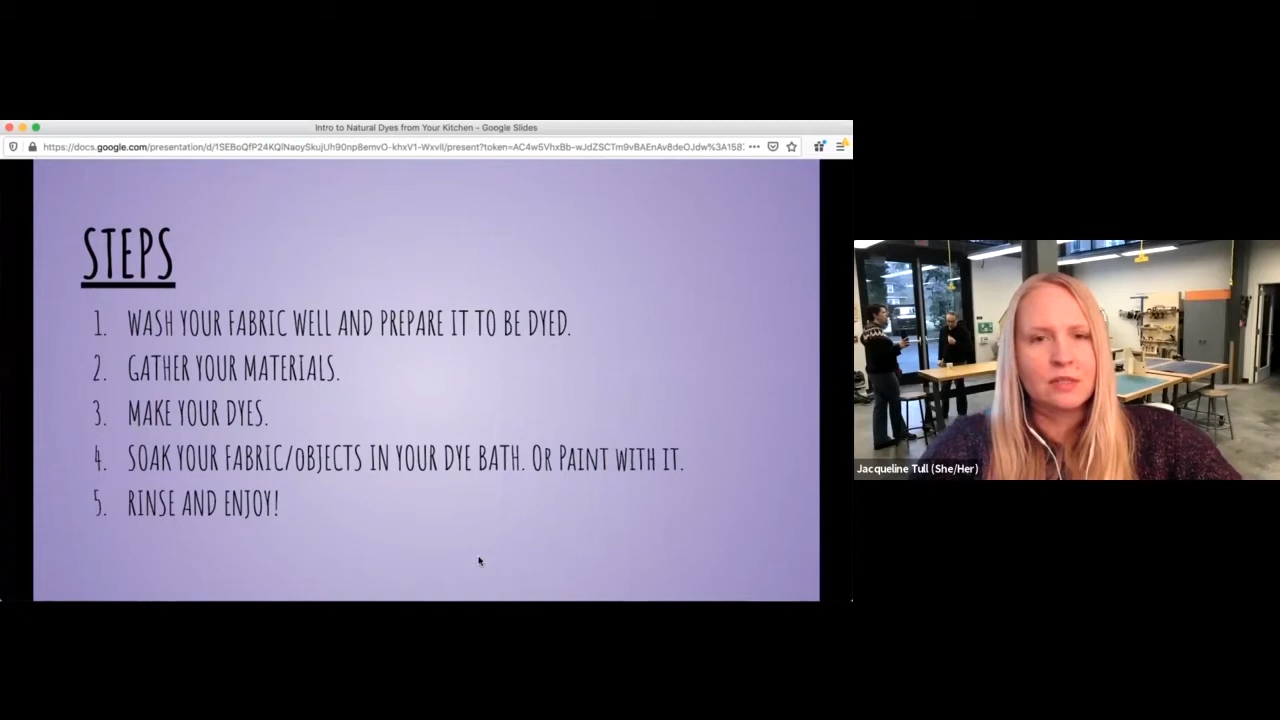 Intro to Natural Dyes from Your Kitchen - Google Slides
STEPS
1. WASH YOUR FABRIC WELL AND PREPARE IT TO BE DYED.
2. GATHER YOUR MATERIALS.
3. MAKE YOUR DYES.
4. SOAK YOUR FABRIC/OBJECTS IN YOUR DYE BATH. OR PAINT WITH IT.
5. RINSE AND ENJOY!
Jacqueline Tull (She/Her)